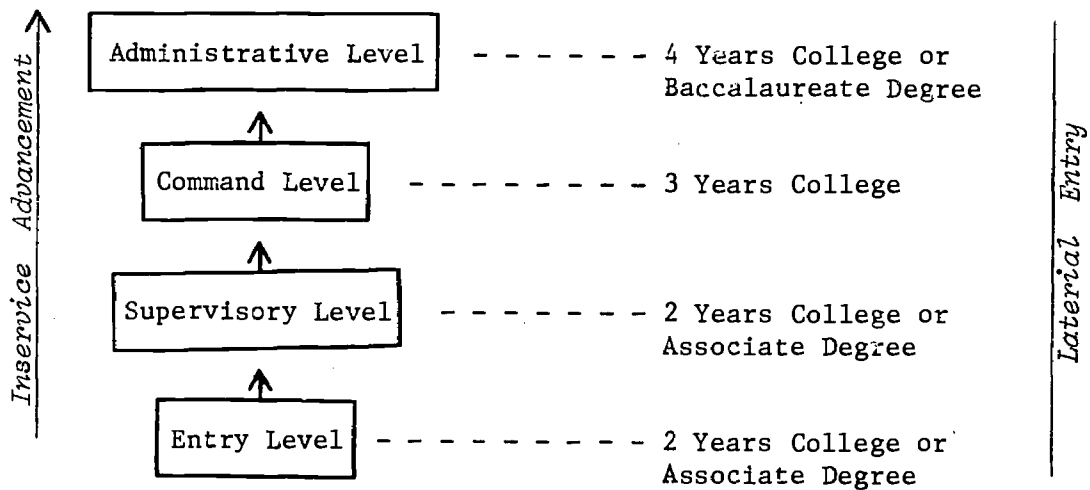 Administrative Level - - - - - - - - 4 Years College or
Baccalaureate Degree
Command Level - - - - - - - - - - 3 Years College
Supervisory Level - - - - - - - - - 2 Years College or
Associate Degree
Entry Level - - - - - - - - - - - 2 Years College or
Associate Degree
Inservice Advancement
Laterial Entry